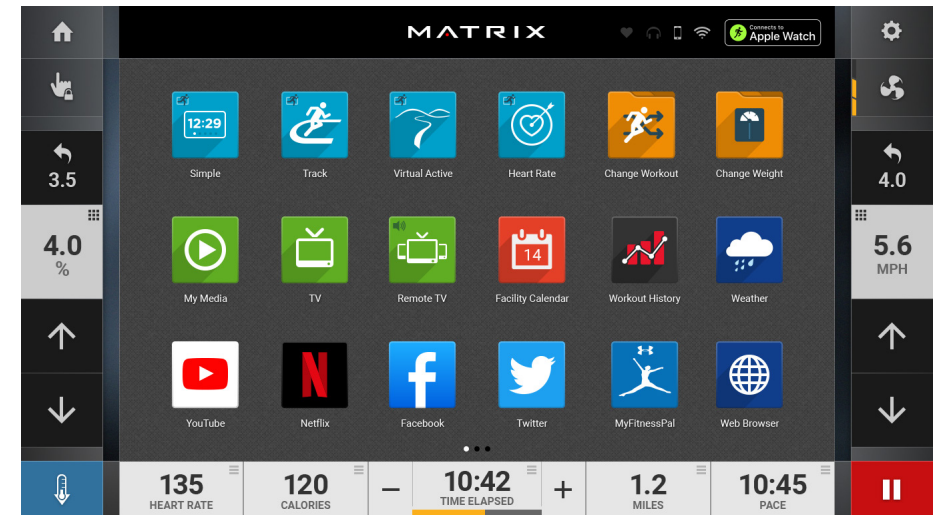 MATRIX
Connects to
Apple Watch
3.5
4.0
%
4.0
5.6
MPH
12:29
Simple
Track
7
Virtual Active
Heart Rate
Change Workout
Change Weight
My Media
TV
Remote TV
14
Facility Calendar
Workout History
Weather
YouTube
N
Netflix
f
Facebook
Twitter
MyFitnessPal
Web Browser
135
HEART RATE
120
CALORIES
−
10:42
TIME ELAPSED
+
1.2
MILES
10:45
PACE